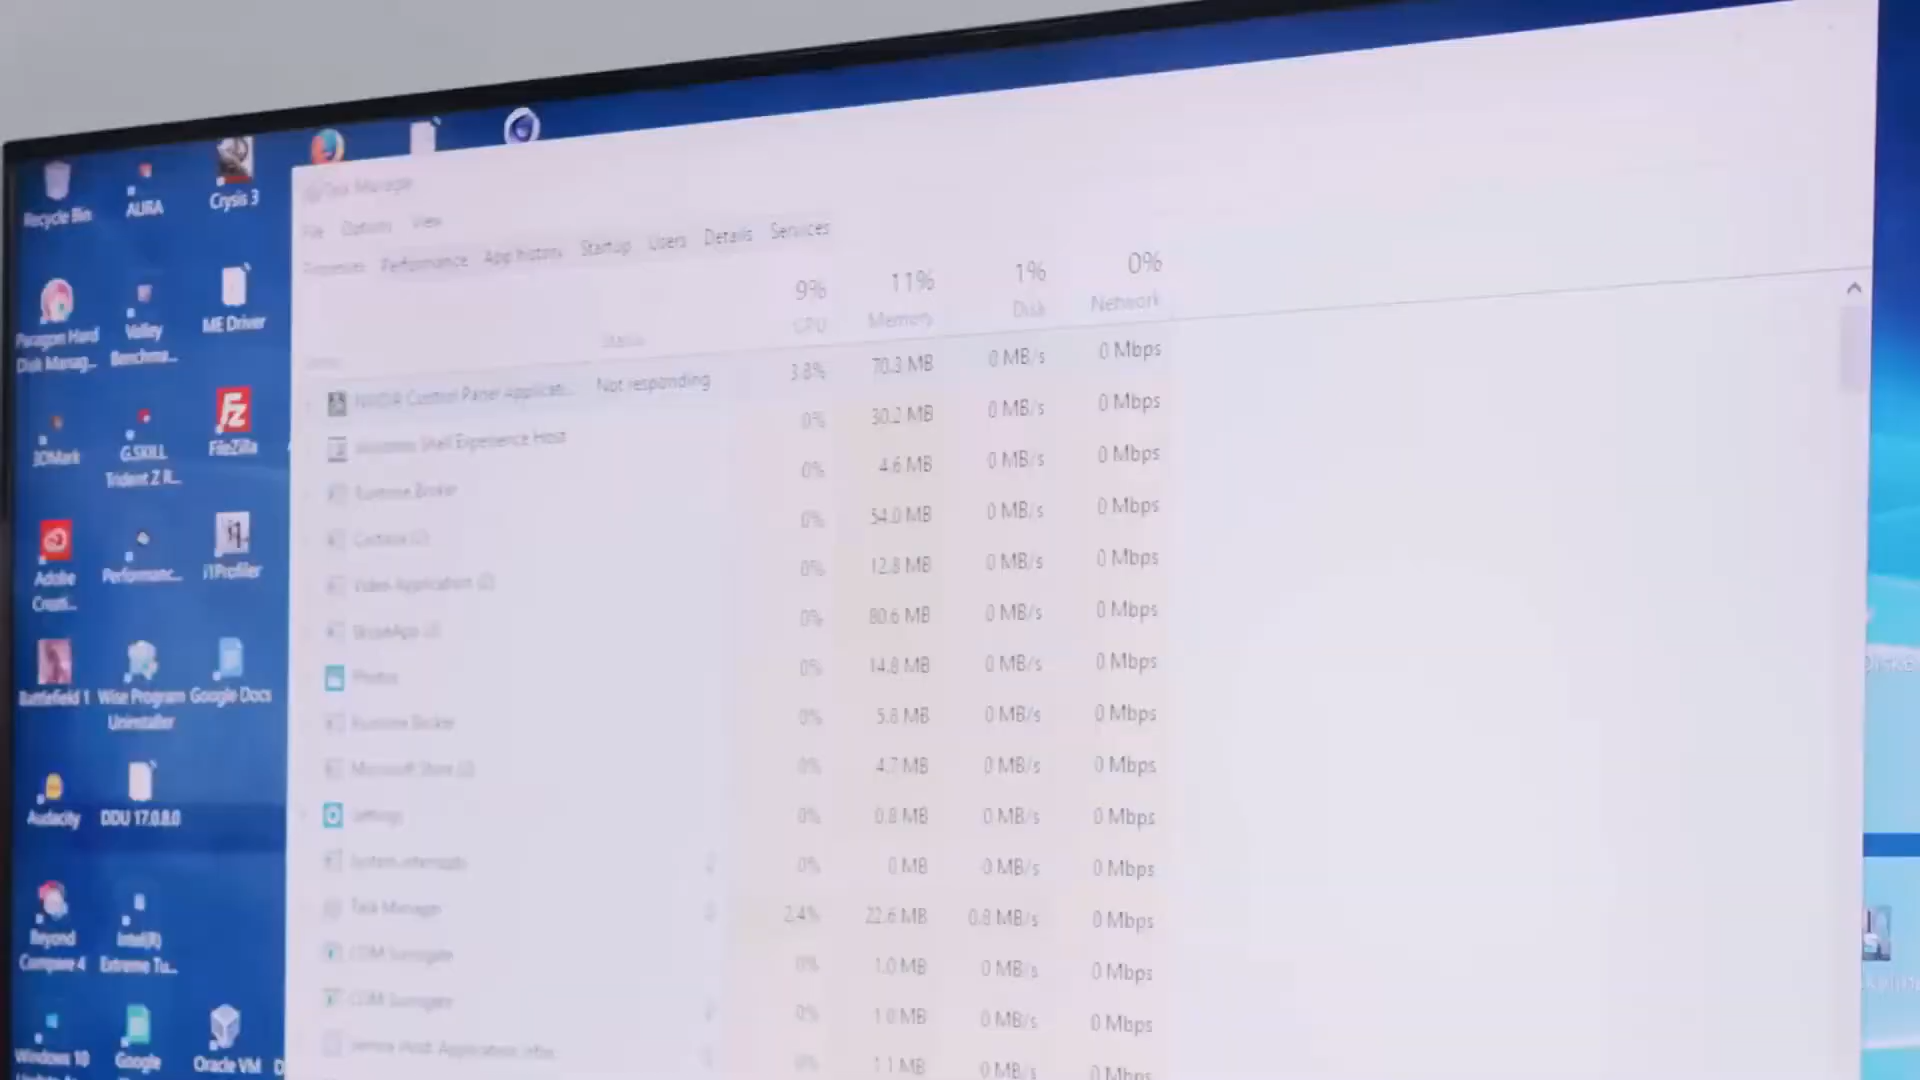 Recycle Bin
AURA
Crysis 3
Paragon Hard
Disk Manag...
Valley
Benchma...
ME Driver
3DMark
G.SKILL
Trident Z R...
FileZilla
Adobe
Creati...
Performanc...
i1Profiler
Battlefield 1
Wise Program
Uninstaller
Google Docs
Audacity
DDU 17.0.8.0
Beyond
Compare 4
Intel(R)
Extreme Tu...
Windows 10
Google
Oracle VM
Task Manager
File Options View
Processes Performance App history Startup Users Details Services
9% 11% 1% 0%
Status CPU Memory Disk Network
NVIDIA Control Panel Applicati... Not responding 3.8% 70.3 MB 0 MB/s 0 Mbps
Windows Shell Experience Host 0% 30.2 MB 0 MB/s 0 Mbps
Runtime Broker 0% 4.6 MB 0 MB/s 0 Mbps
Cortana (2) 0% 54.0 MB 0 MB/s 0 Mbps
Video Application (2) 0% 12.8 MB 0 MB/s 0 Mbps
SkypeApp (2) 0% 80.6 MB 0 MB/s 0 Mbps
Photos 0% 14.8 MB 0 MB/s 0 Mbps
Runtime Broker 0% 5.8 MB 0 MB/s 0 Mbps
Microsoft Store (2) 0% 4.7 MB 0 MB/s 0 Mbps
Settings 0% 0.8 MB 0 MB/s 0 Mbps
System interrupts 0% 0 MB 0 MB/s 0 Mbps
Task Manager 2.4% 22.6 MB 0.8 MB/s 0 Mbps
COM Surrogate 0% 1.0 MB 0 MB/s 0 Mbps
COM Surrogate 0% 1.0 MB 0 MB/s 0 Mbps
Service Host: Application Infor... 0% 1.1 MB 0 MB/s 0 Mbps